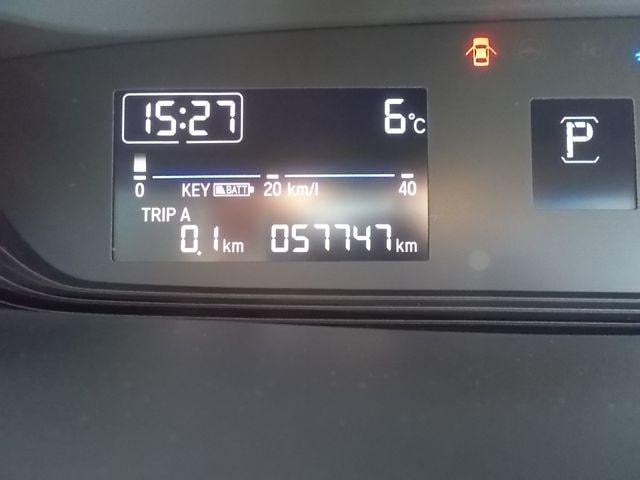 15:27 6°C
P
0 KEY BATT 20 km/l 40
TRIP A
0.1 km 057747 km